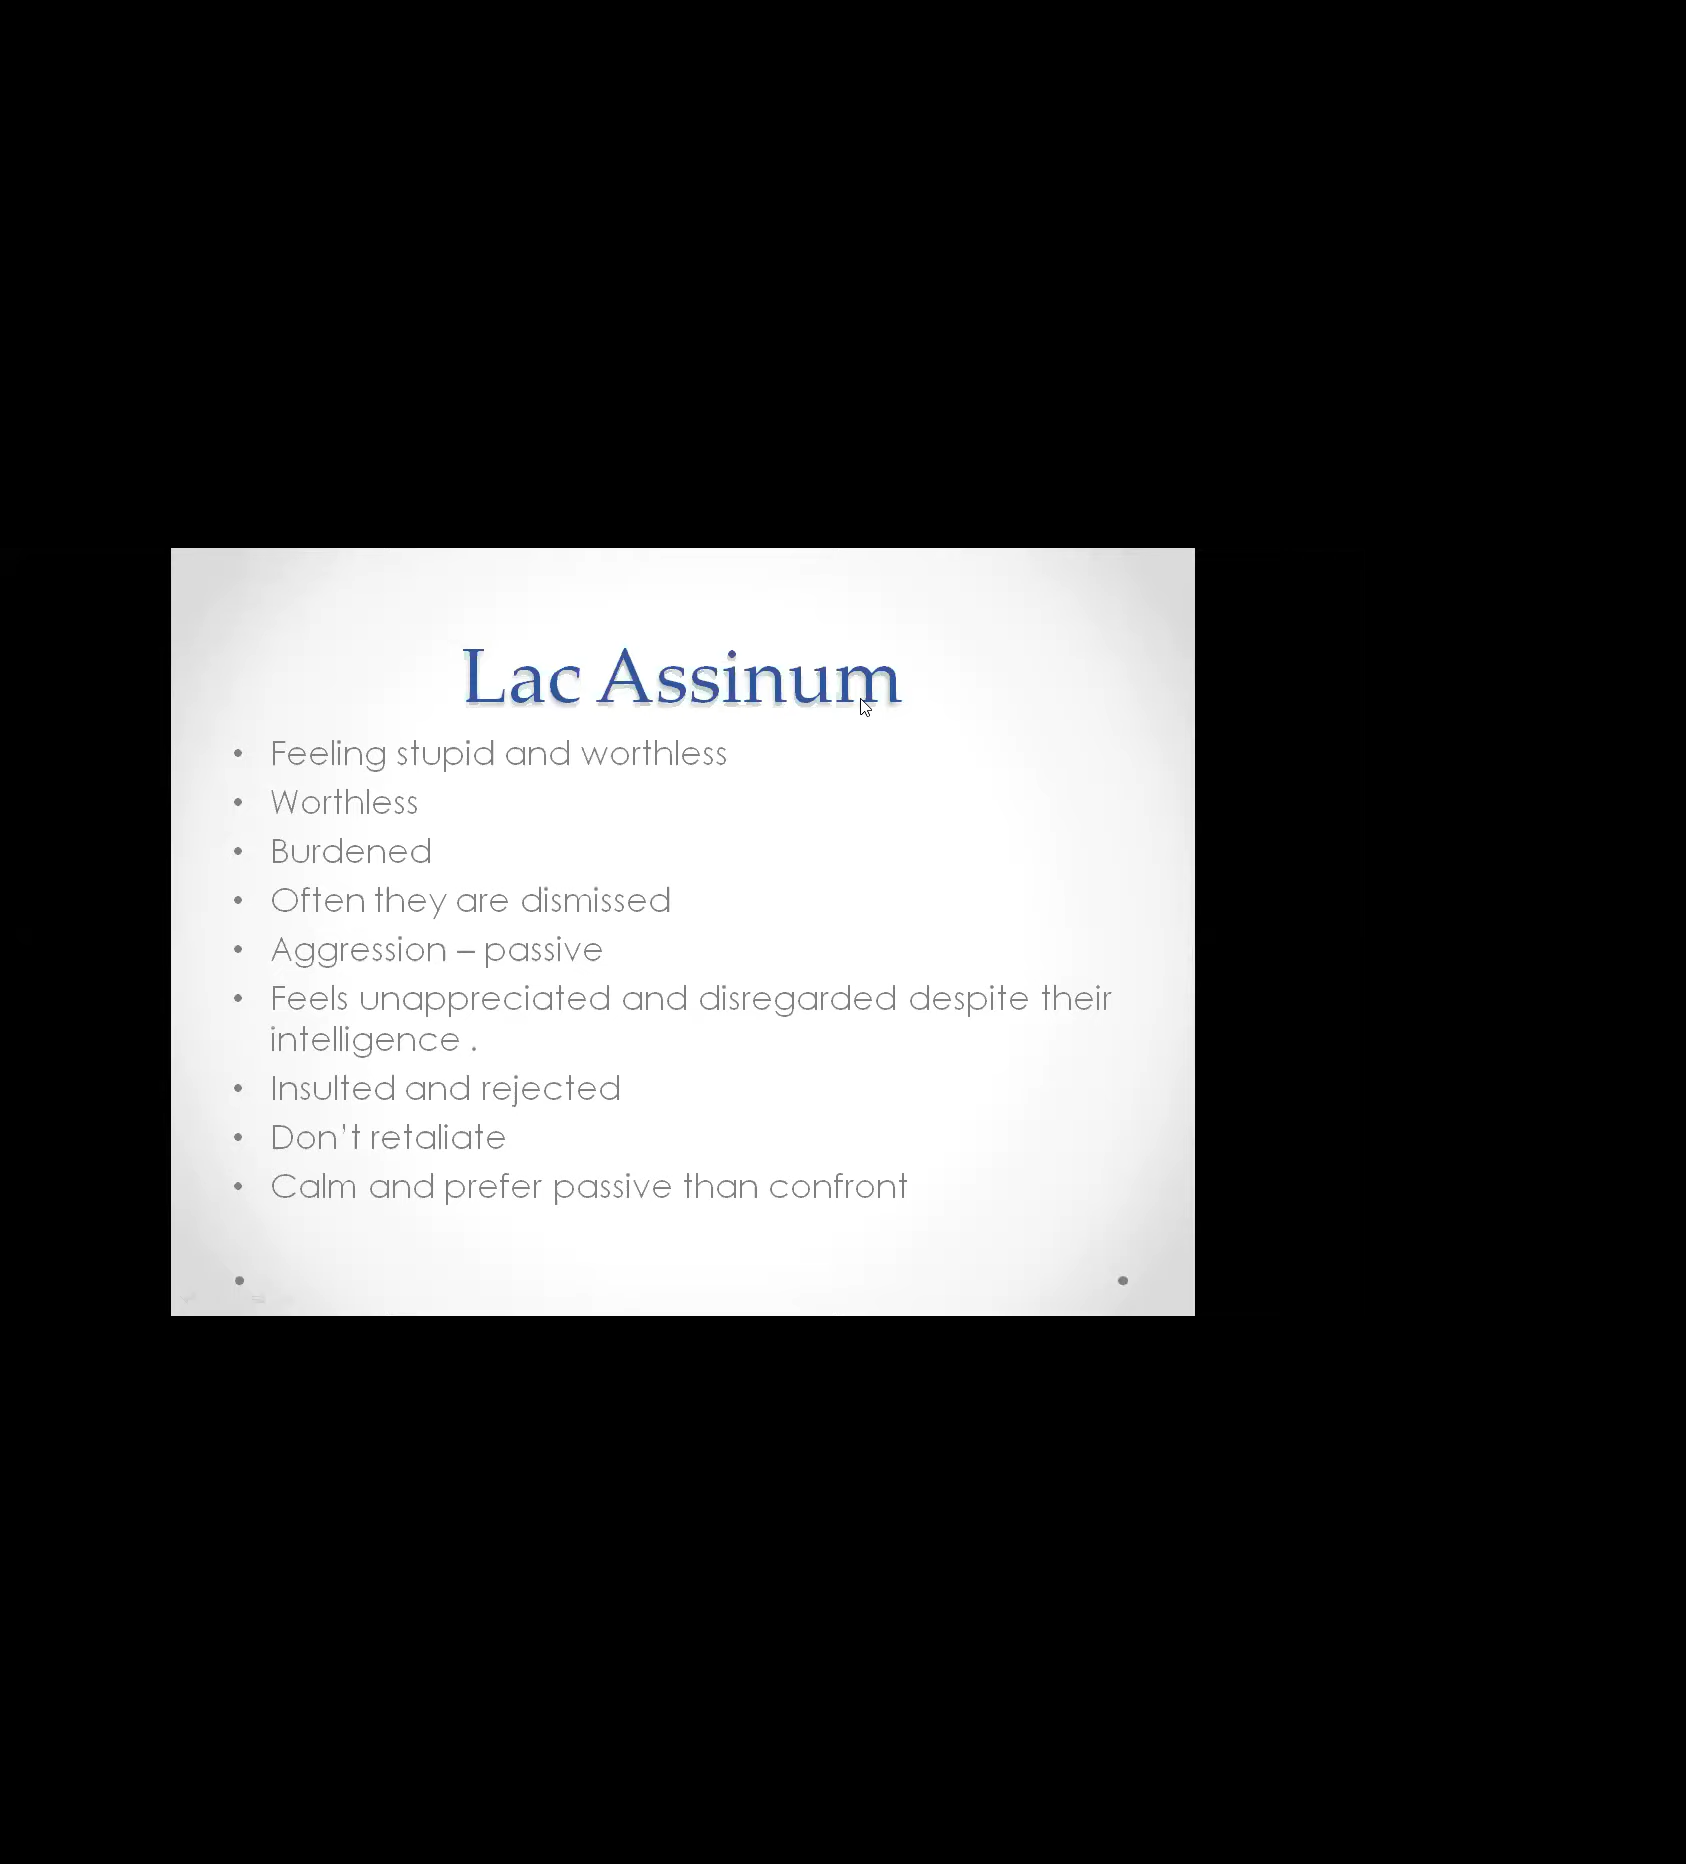 Lac Assinum
• Feeling stupid and worthless
• Worthless
• Burdened
• Often they are dismissed
• Aggression – passive
• Feels unappreciated and disregarded despite their
intelligence .
• Insulted and rejected
• Don’t retaliate
• Calm and prefer passive than confront